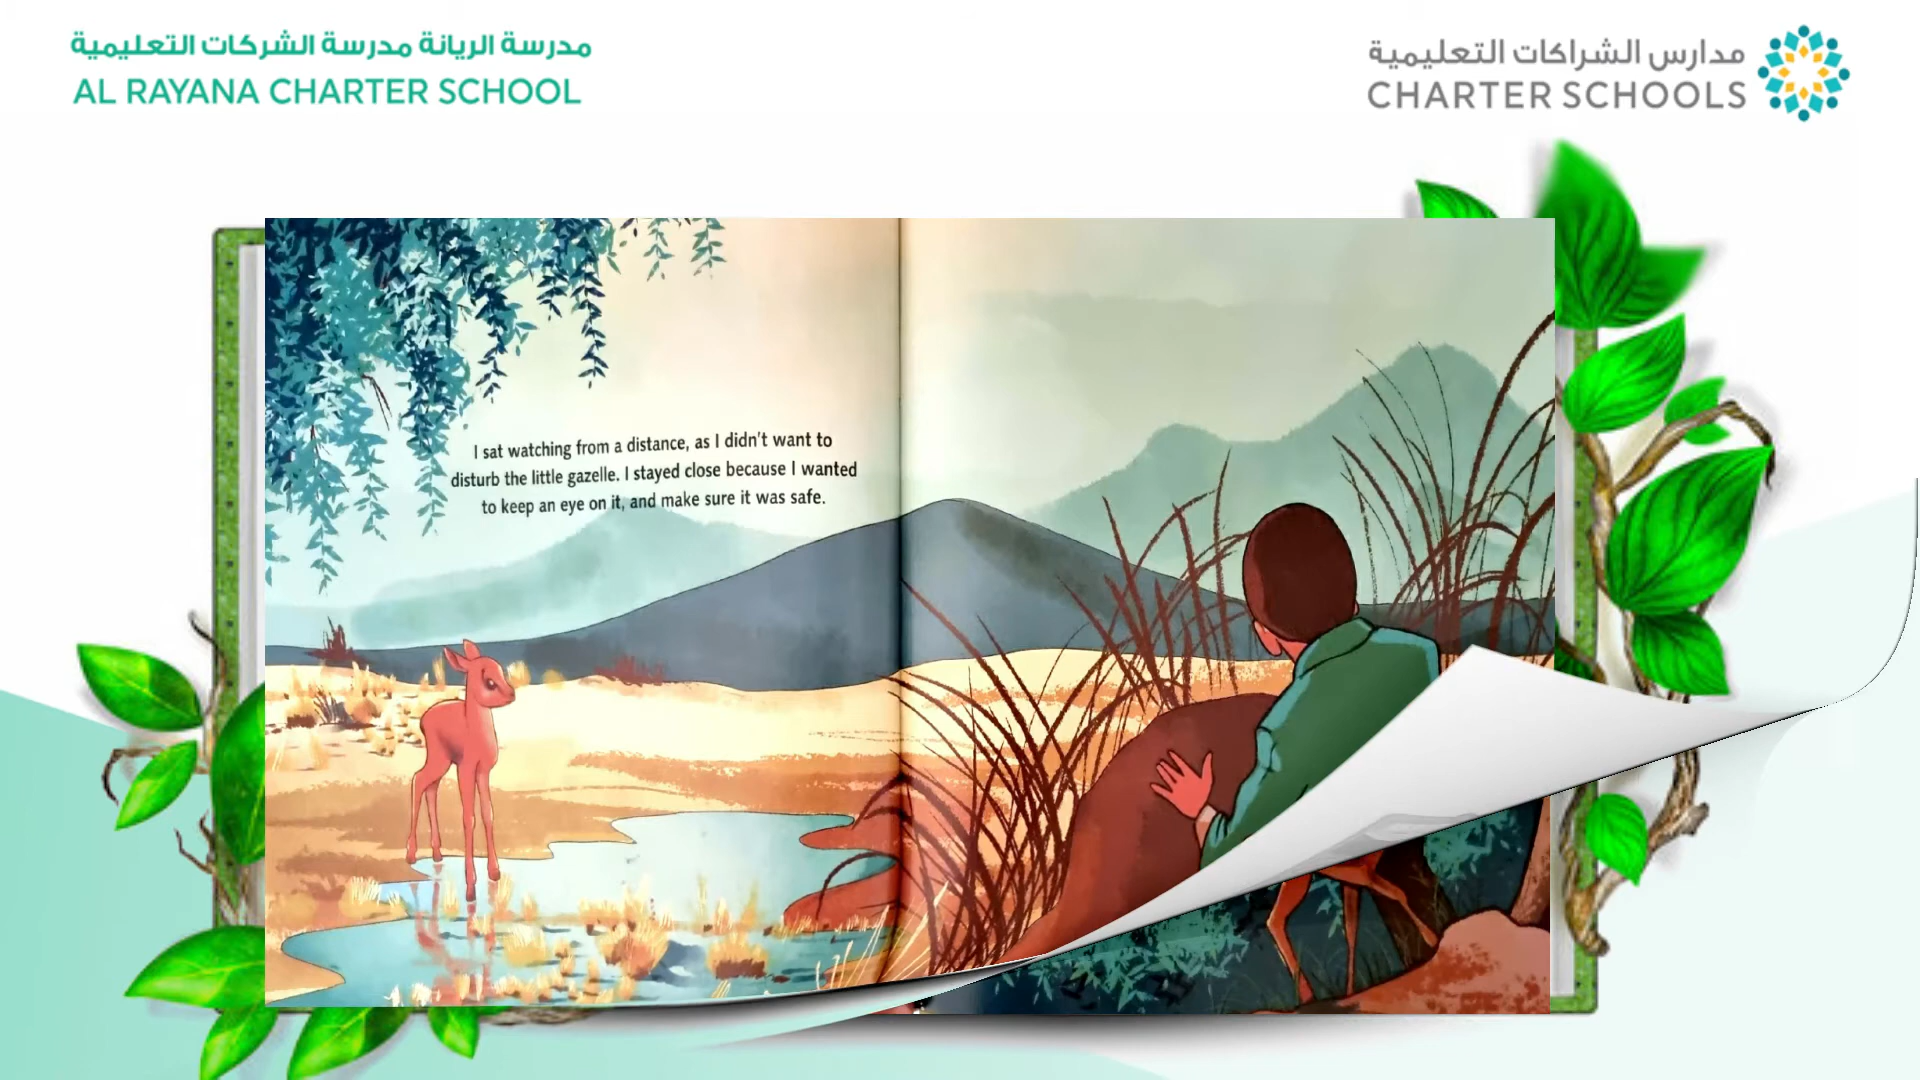 مدرسة الريانة مدرسة الشركات التعليمية
AL RAYANA CHARTER SCHOOL
مدارس الشراكات التعليمية
CHARTER SCHOOLS
I sat watching from a distance, as I didn't want to
disturb the little gazelle. I stayed close because I wanted
to keep an eye on it, and make sure it was safe.